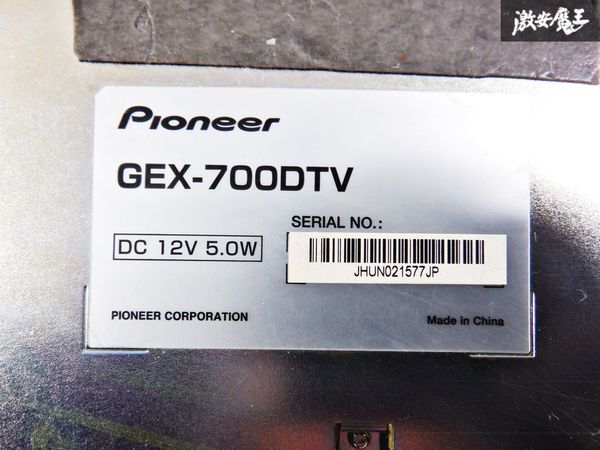 激安魔王
Pioneer
GEX-700DTV
SERIAL NO.:
DC 12V 5.0W
JHUN021577JP
PIONEER CORPORATION
Made in China